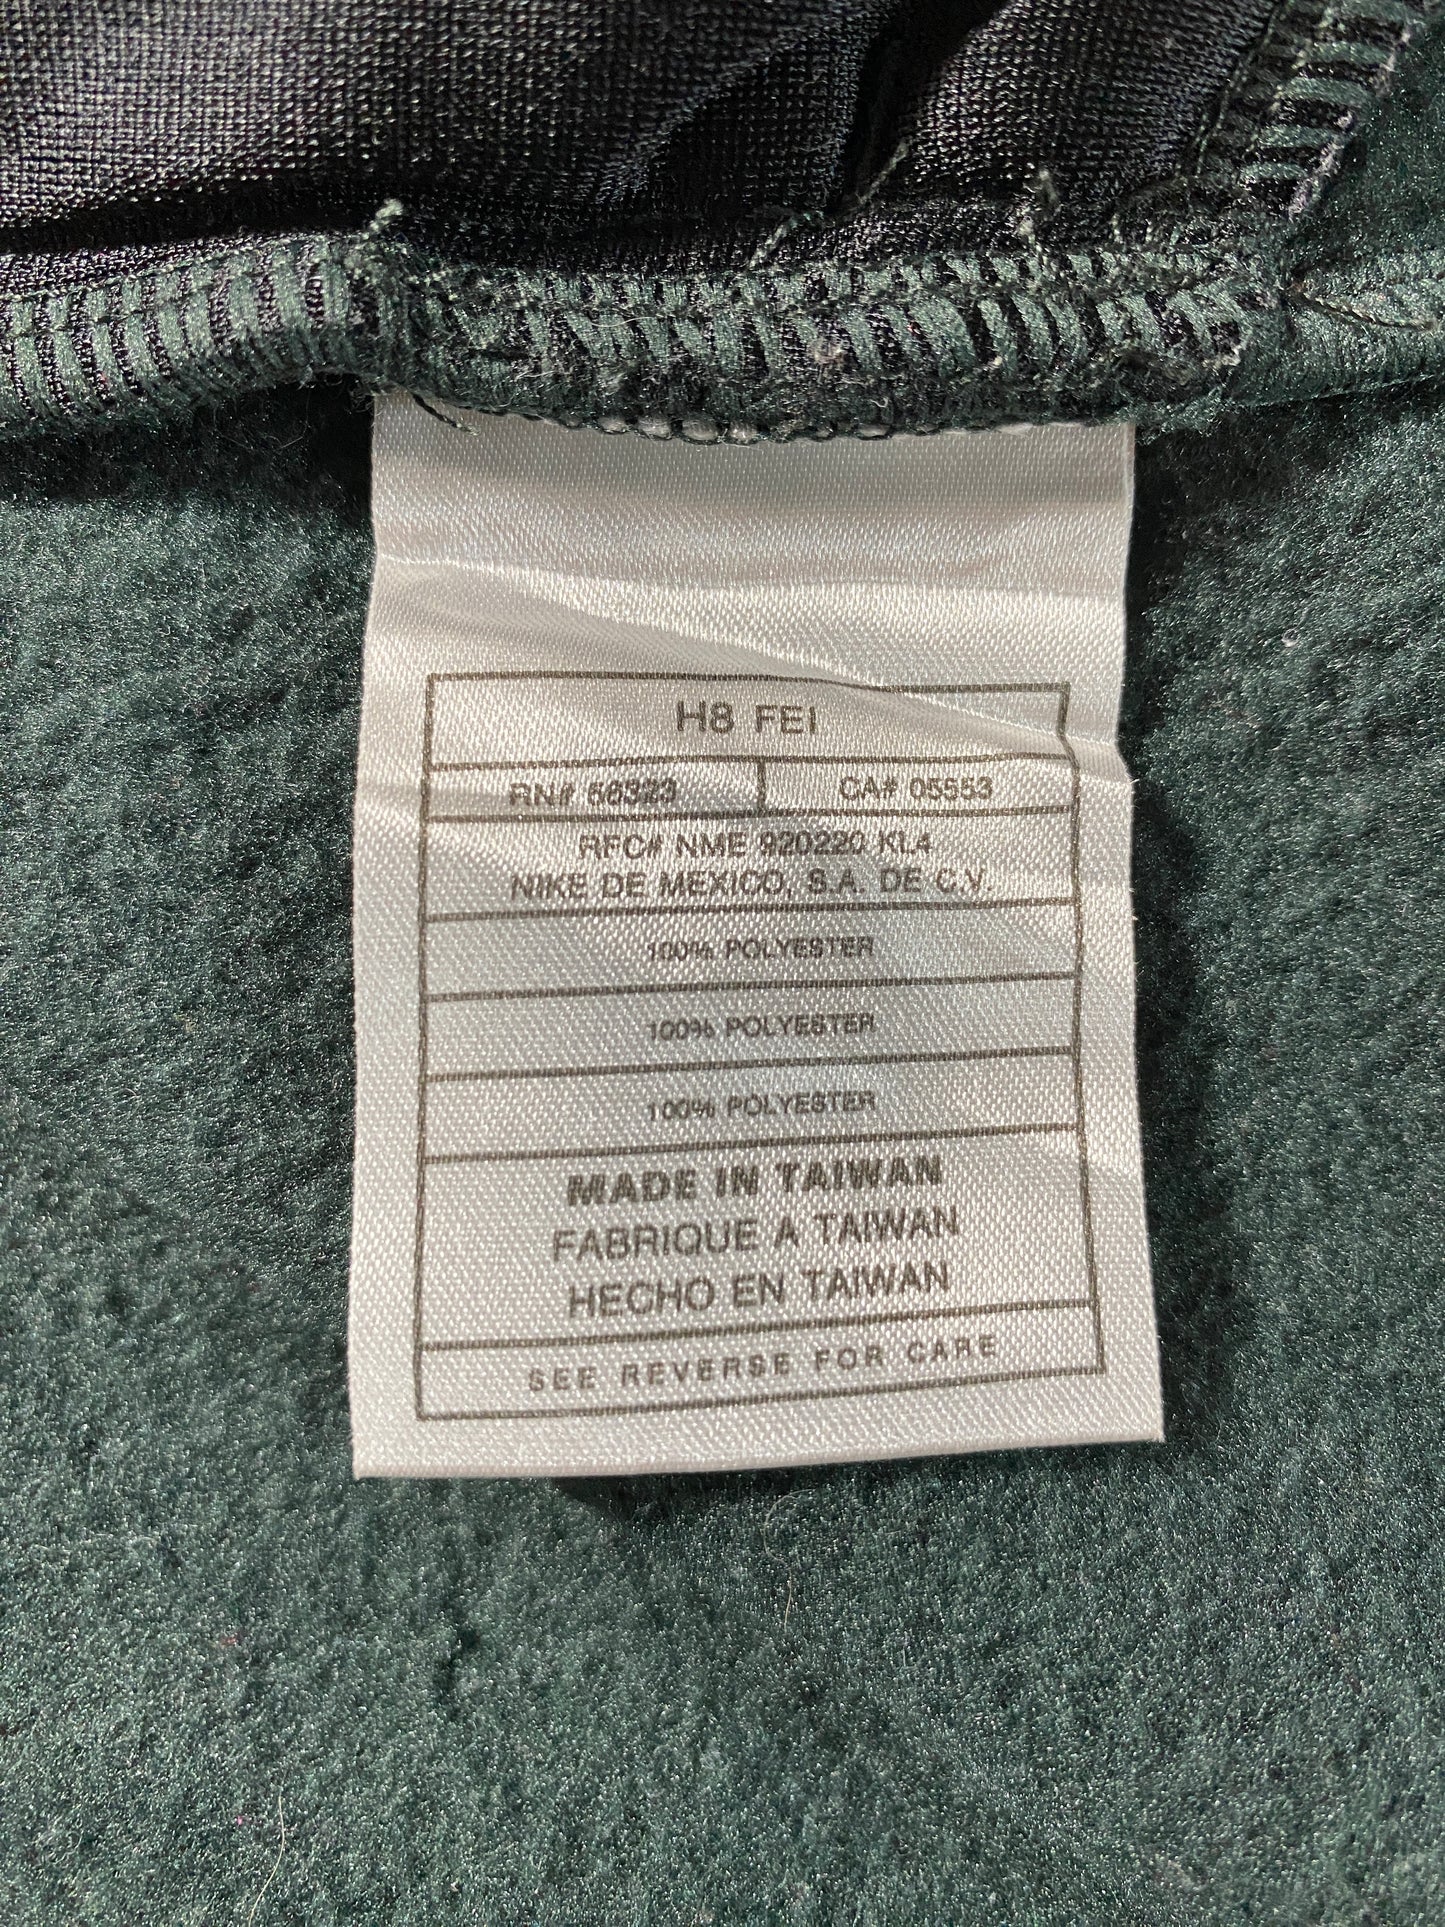 H8 FEI
RN# 56323 CA# 05553
RFC# NME 920220 KL4
NIKE DE MEXICO, S.A. DE C.V.
100% POLYESTER
100% POLYESTER
100% POLYESTER
MADE IN TAIWAN
FABRIQUE A TAIWAN
HECHO EN TAIWAN
SEE REVERSE FOR CARE